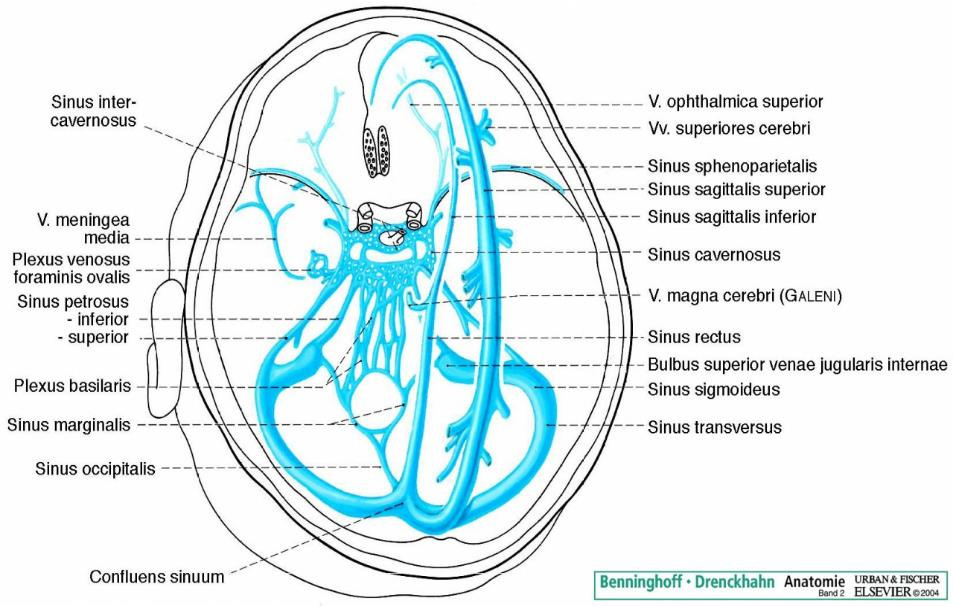 Sinus inter-
cavernosus
V. meningea
media
Plexus venosus
foraminis ovalis
Sinus petrosus
- inferior
- superior
Plexus basilaris
Sinus marginalis
Sinus occipitalis
Confluens sinuum
V. ophthalmica superior
Vv. superiores cerebri
Sinus sphenoparietalis
Sinus sagittalis superior
Sinus sagittalis inferior
Sinus cavernosus
V. magna cerebri (GALENI)
Sinus rectus
Bulbus superior venae jugularis internae
Sinus sigmoideus
Sinus transversus
Benninghoff · Drenckhahn Anatomie
Band 2
URBAN & FISCHER
ELSEVIER ©2004